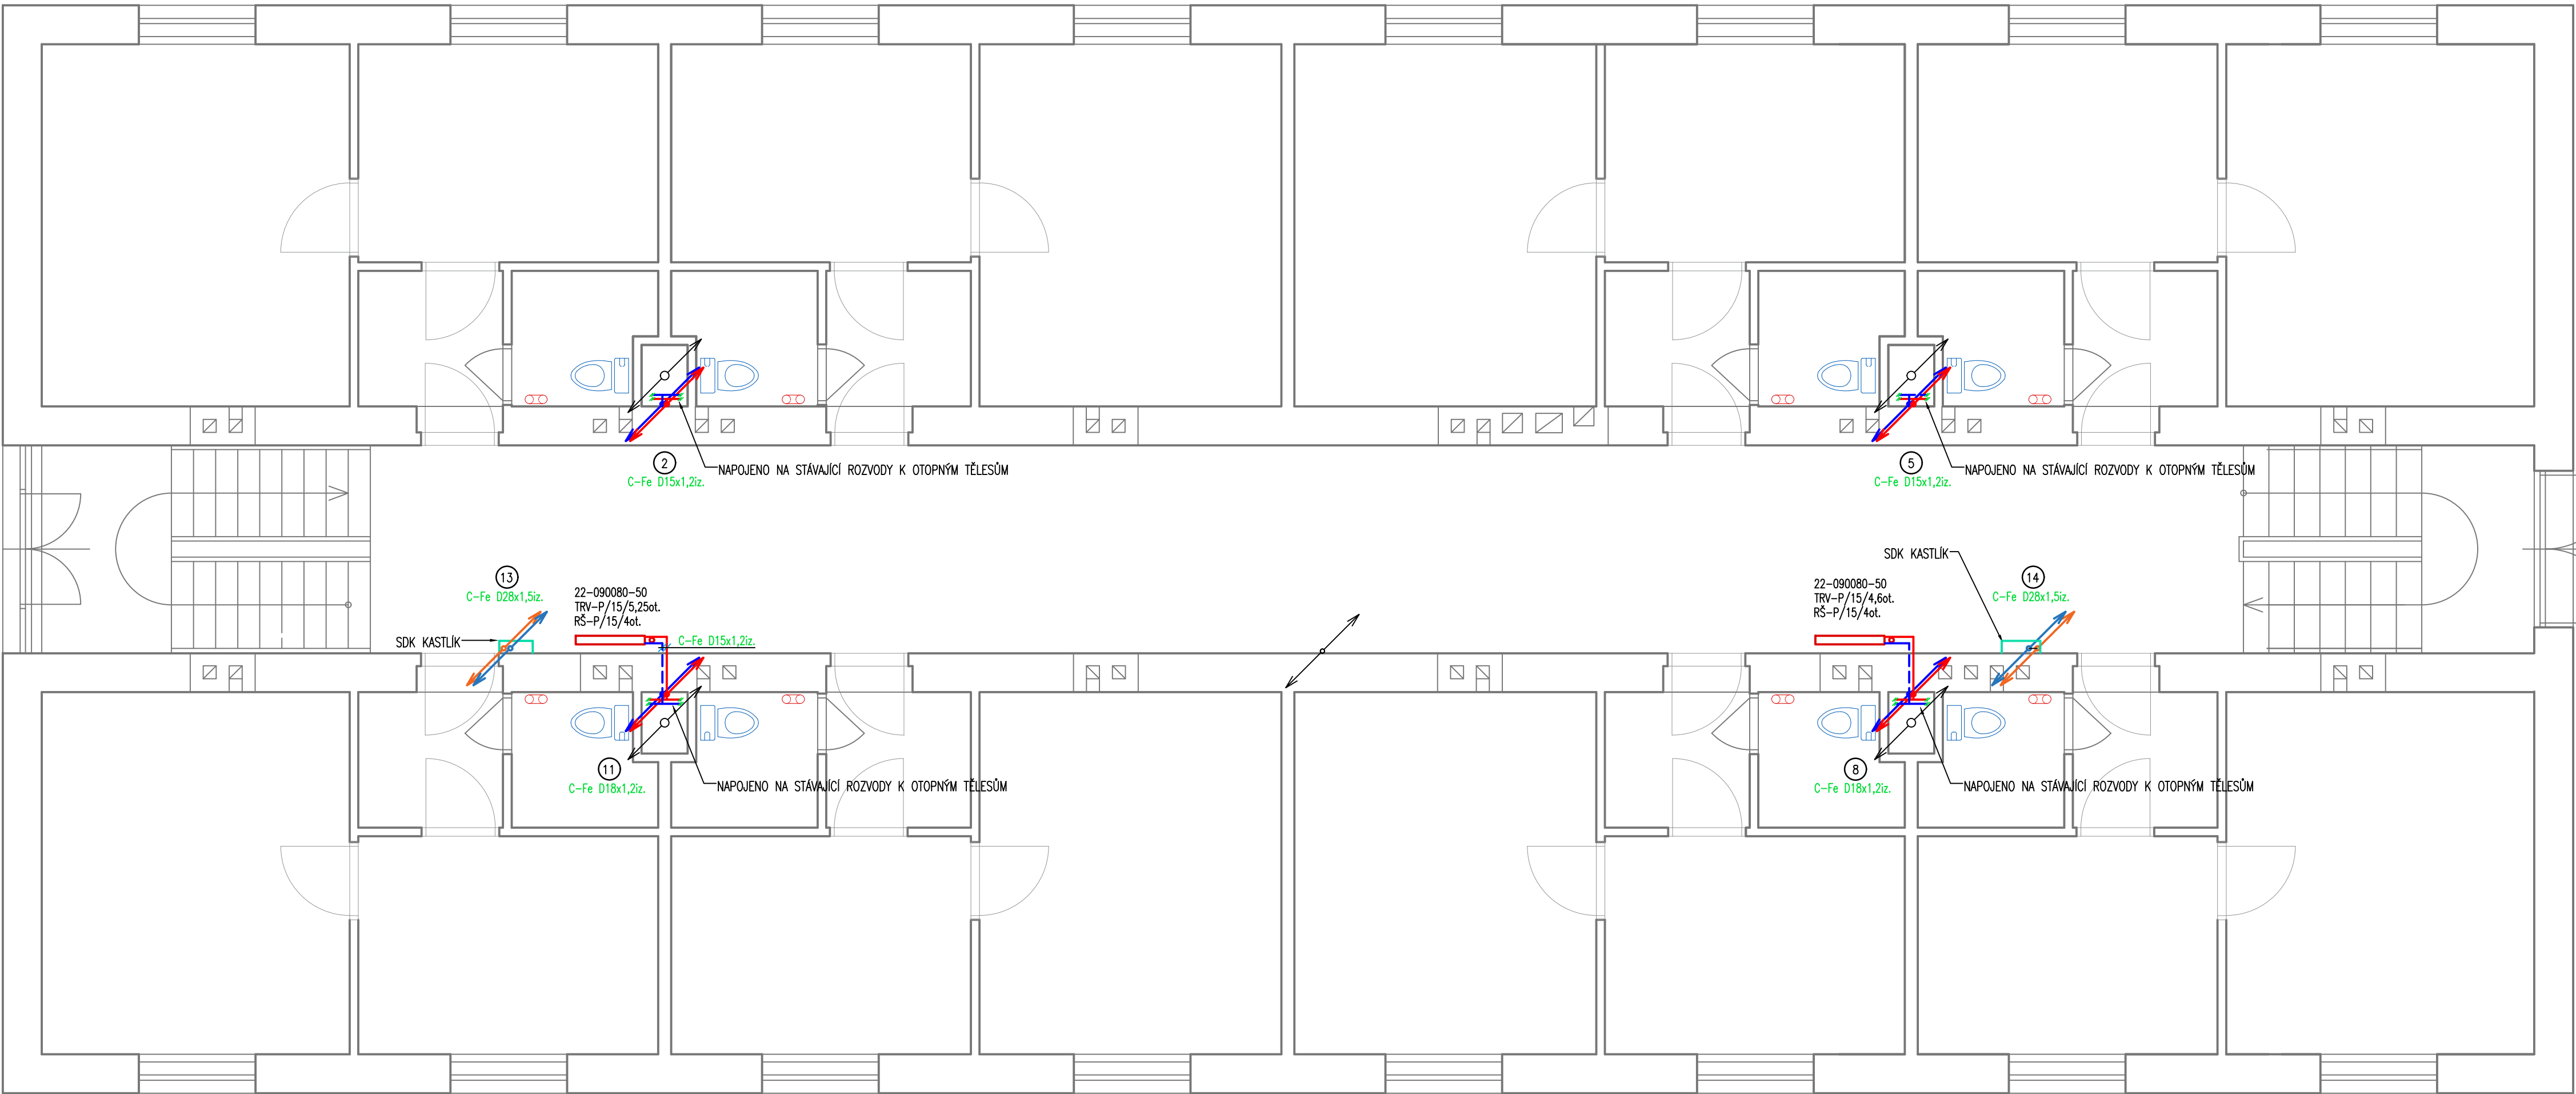 2
C-Fe D15x1,2iz.
NAPOJENO NA STÁVAJÍCÍ ROZVODY K OTOPNÝM TĚLESŮM
5
C-Fe D15x1,2iz.
NAPOJENO NA STÁVAJÍCÍ ROZVODY K OTOPNÝM TĚLESŮM
13
C-Fe D28x1,5iz.
SDK KASTLÍK
22-090080-50
TRV-P/15/5,25ot.
RŠ-P/15/4ot.
C-Fe D15x1,2iz.
SDK KASTLÍK
22-090080-50
TRV-P/15/4,6ot.
RŠ-P/15/4ot.
14
C-Fe D28x1,5iz.
11
C-Fe D18x1,2iz.
NAPOJENO NA STÁVAJÍCÍ ROZVODY K OTOPNÝM TĚLESŮM
8
C-Fe D18x1,2iz.
NAPOJENO NA STÁVAJÍCÍ ROZVODY K OTOPNÝM TĚLESŮM